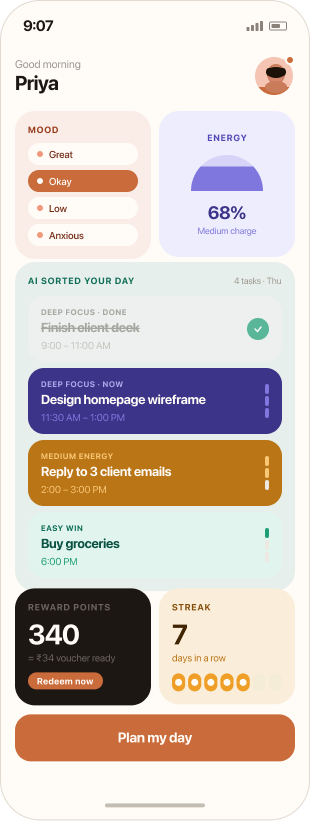 9:07
Good morning
Priya
MOOD
Great
Okay
Low
Anxious
ENERGY
68%
Medium charge
AI SORTED YOUR DAY
4 tasks · Thu
DEEP FOCUS · DONE
Finish client deck
9:00 – 11:00 AM
DEEP FOCUS · NOW
Design homepage wireframe
11:30 AM – 1:00 PM
MEDIUM ENERGY
Reply to 3 client emails
2:00 – 3:00 PM
EASY WIN
Buy groceries
6:00 PM
REWARD POINTS
340
= ₹34 voucher ready
Redeem now
STREAK
7
days in a row
Plan my day